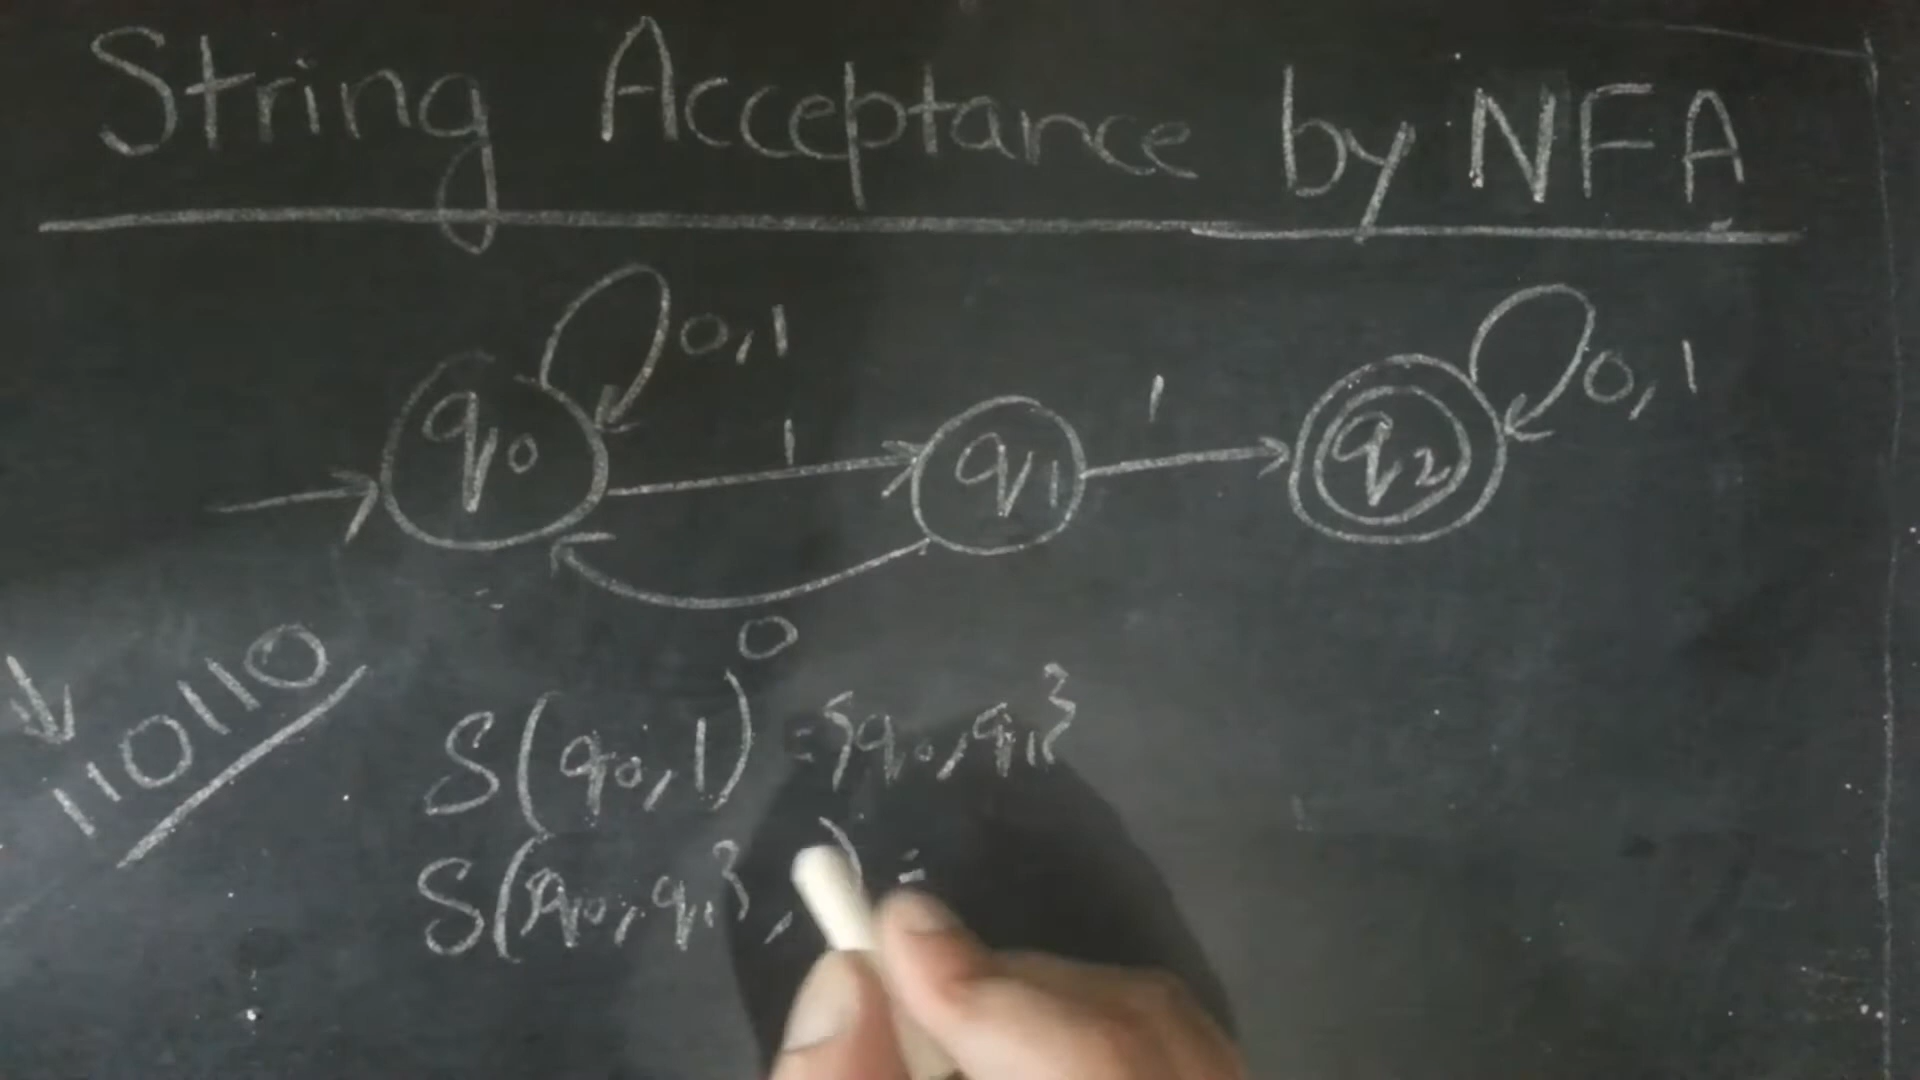 String Acceptance by NFA
0,1
0,1
1
1
q0
q1
q2
0
110110
δ(q0,1) = {q0,q1}
δ({q0,q1}, ) =